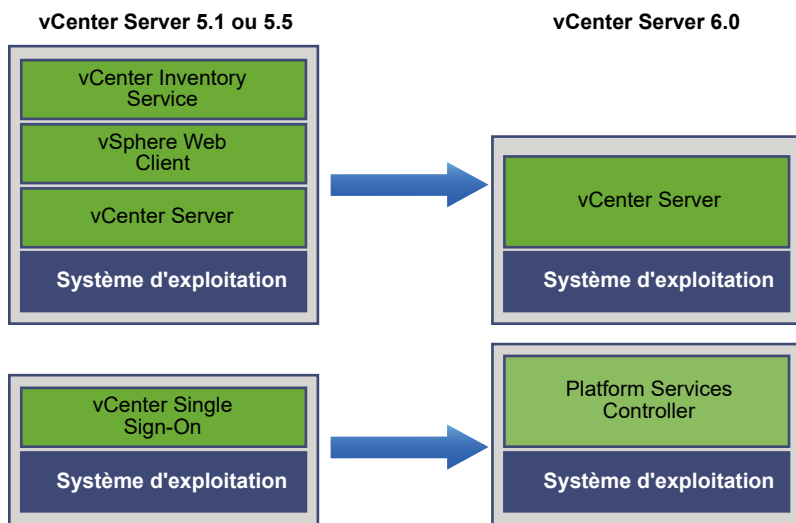 vCenter Server 5.1 ou 5.5
vCenter Server 6.0
vCenter Inventory
Service
vSphere Web
Client
vCenter Server
Système d'exploitation
vCenter Server
Système d'exploitation
vCenter Single
Sign-On
Système d'exploitation
Platform Services
Controller
Système d'exploitation